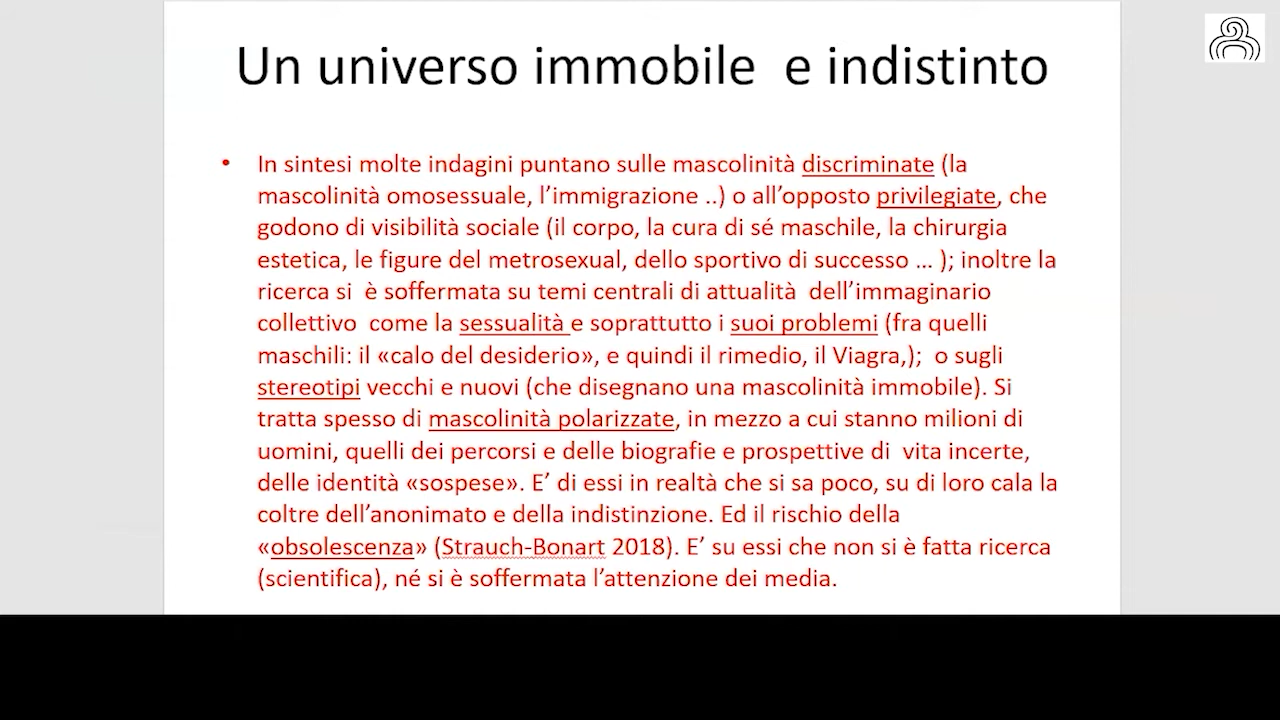 Un universo immobile e indistinto
• In sintesi molte indagini puntano sulle mascolinità discriminate (la
mascolinità omosessuale, l'immigrazione ..) o all'opposto privilegiate, che
godono di visibilità sociale (il corpo, la cura di sé maschile, la chirurgia
estetica, le figure del metrosexual, dello sportivo di successo … ); inoltre la
ricerca si è soffermata su temi centrali di attualità dell'immaginario
collettivo come la sessualità e soprattutto i suoi problemi (fra quelli
maschili: il «calo del desiderio», e quindi il rimedio, il Viagra,); o sugli
stereotipi vecchi e nuovi (che disegnano una mascolinità immobile). Si
tratta spesso di mascolinità polarizzate, in mezzo a cui stanno milioni di
uomini, quelli dei percorsi e delle biografie e prospettive di vita incerte,
delle identità «sospese». E' di essi in realtà che si sa poco, su di loro cala la
coltre dell'anonimato e della indistinzione. Ed il rischio della
«obsolescenza» (Strauch-Bonart 2018). E' su essi che non si è fatta ricerca
(scientifica), né si è soffermata l'attenzione dei media.